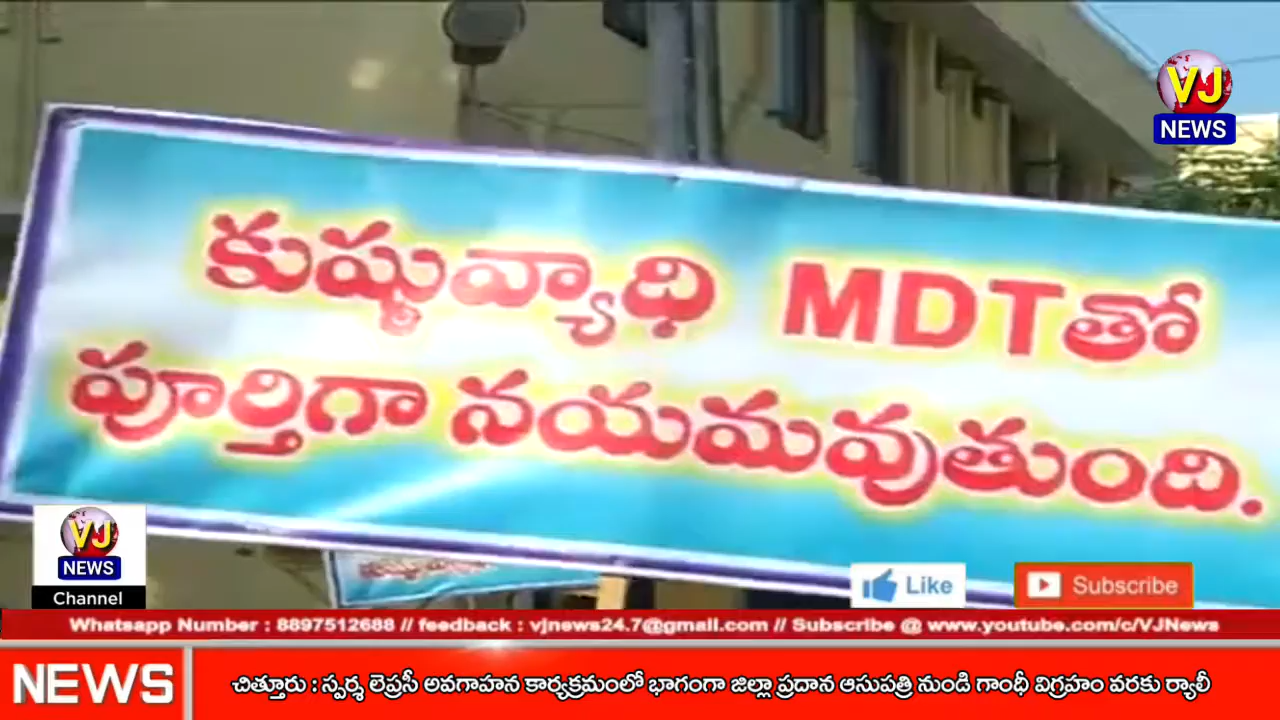 VJ
NEWS
కుష్టువ్యాధి MDTతో
పూర్తిగా నయమవుతుంది.
VJ
NEWS
Channel
Like
Subscribe
Whatsapp Number : 8897512688 // feedback : vjnews24.7@gmail.com // Subscribe @ www.youtube.com/c/VJNews
NEWS
చిత్తూరు : స్పర్శ లెప్రసీ అవగాహన కార్యక్రమంలో భాగంగా జిల్లా ప్రదాన ఆసుపత్రి నుండి గాంధీ విగ్రహం వరకు ర్యాలీ